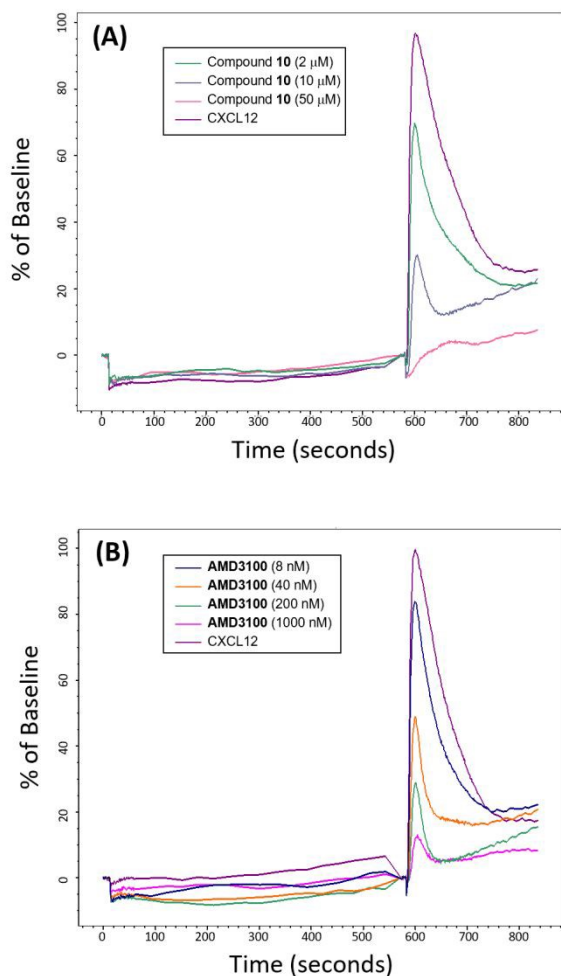 (A)
Compound 10 (2 μM)
Compound 10 (10 μM)
Compound 10 (50 μM)
CXCL12
% of Baseline
100
80
60
40
20
0
0 100 200 300 400 500 600 700 800
Time (seconds)
(B)
AMD3100 (8 nM)
AMD3100 (40 nM)
AMD3100 (200 nM)
AMD3100 (1000 nM)
CXCL12
% of Baseline
100
80
60
40
20
0
0 100 200 300 400 500 600 700 800
Time (seconds)